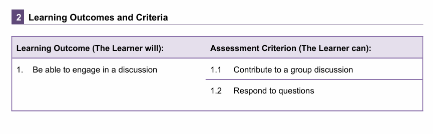 2 Learning Outcomes and Criteria
Learning Outcome (The Learner will): Assessment Criterion (The Learner can):
1. Be able to engage in a discussion 1.1 Contribute to a group discussion
1.2 Respond to questions